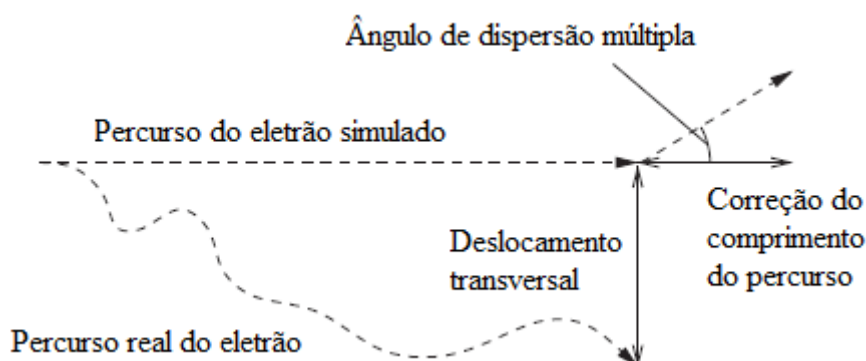 Ângulo de dispersão múltipla
Percurso do eletrão simulado
Correção do
comprimento
do percurso
Deslocamento
transversal
Percurso real do eletrão